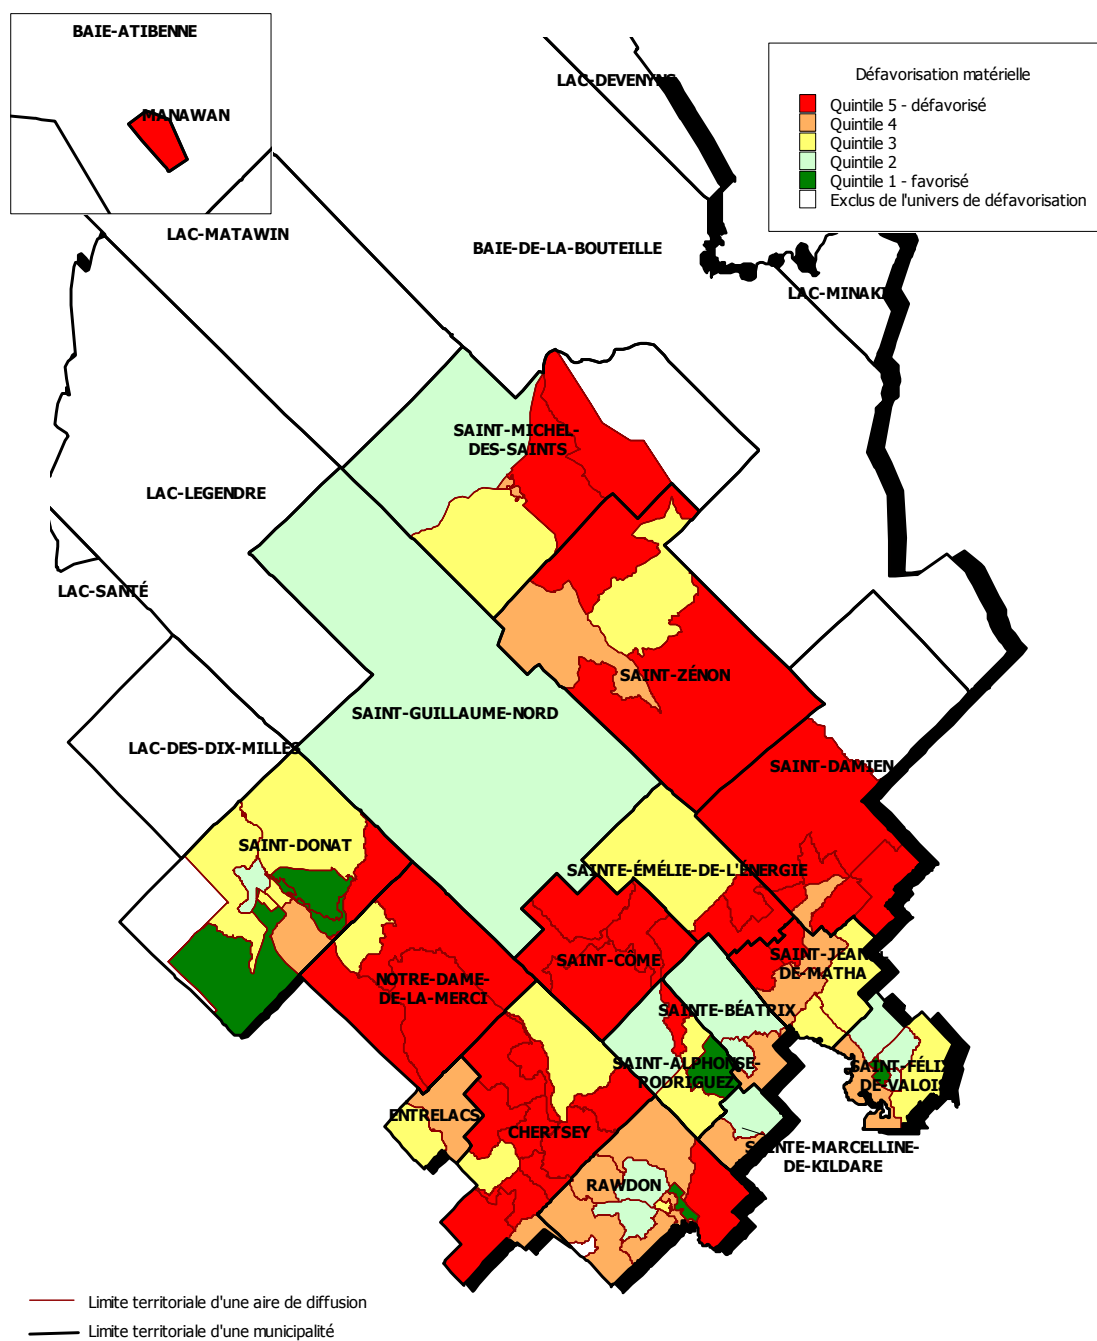 BAIE-ATIBENNE
MANAWAN
LAC-DEVENYNS
Défavorisation matérielle
Quintile 5 - défavorisé
Quintile 4
Quintile 3
Quintile 2
Quintile 1 - favorisé
Exclus de l'univers de défavorisation
LAC-MATAWIN
BAIE-DE-LA-BOUTEILLE
LAC-MINAKI
SAINT-MICHEL-
DES-SAINTS
LAC-LEGENDRE
LAC-SANTÉ
SAINT-ZÉNON
SAINT-GUILLAUME-NORD
LAC-DES-DIX-MILLES
SAINT-DAMIEN
SAINT-DONAT
SAINTE-ÉMÉLIE-DE-L'ÉNERGIE
SAINT-CÔME
SAINT-JEAN-
DE-MATHA
NOTRE-DAME-
DE-LA-MERCI
SAINTE-BÉATRIX
SAINT-ALPHONSE-
RODRIGUEZ
SAINT-FÉLIX-
DE-VALOIS
ENTRELACS
CHERTSEY
SAINTE-MARCELLINE-
DE-KILDARE
RAWDON
Limite territoriale d'une aire de diffusion
Limite territoriale d'une municipalité